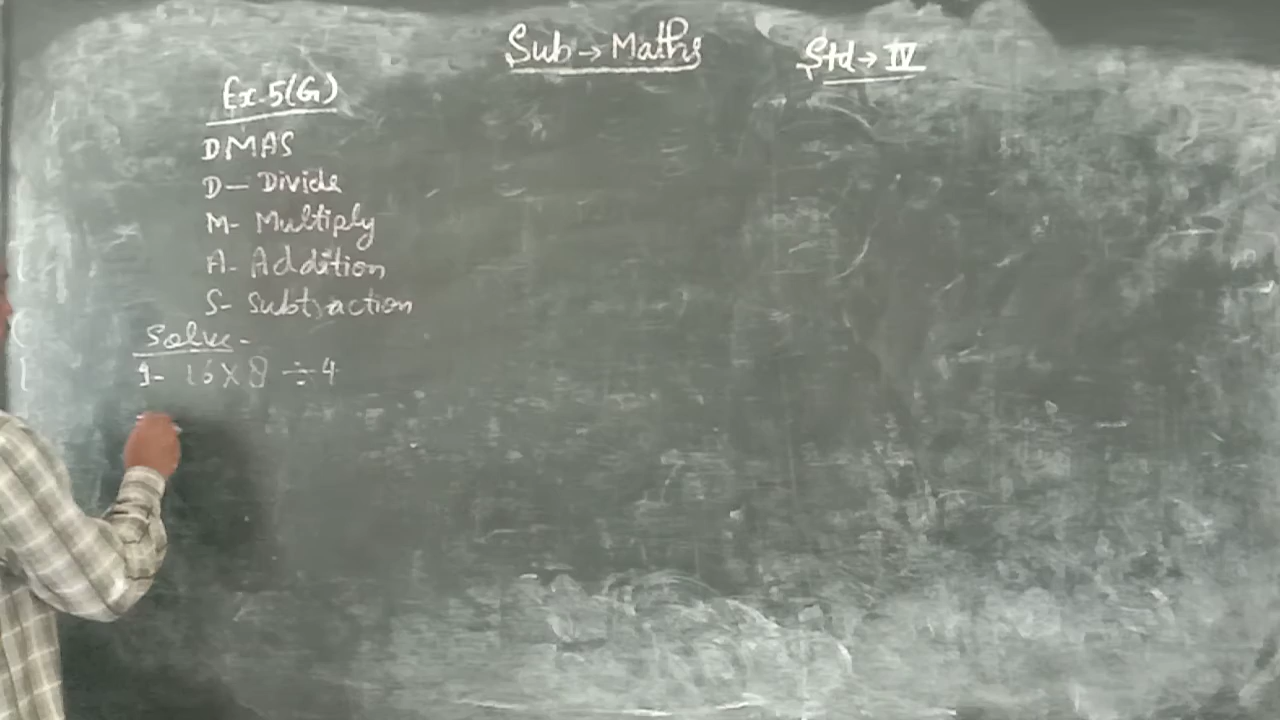 Sub→Maths Std→IV
Ex-5(G)
DMAS
D- Divide
M- Multiply
A- Addition
S- Subtraction
Solve-
1- 16×8÷4